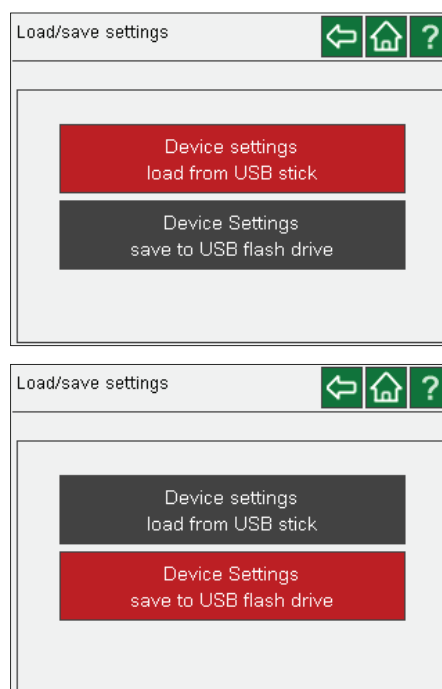 Load/save settings
?
Device settings
load from USB stick
Device Settings
save to USB flash drive
Load/save settings
?
Device settings
load from USB stick
Device Settings
save to USB flash drive